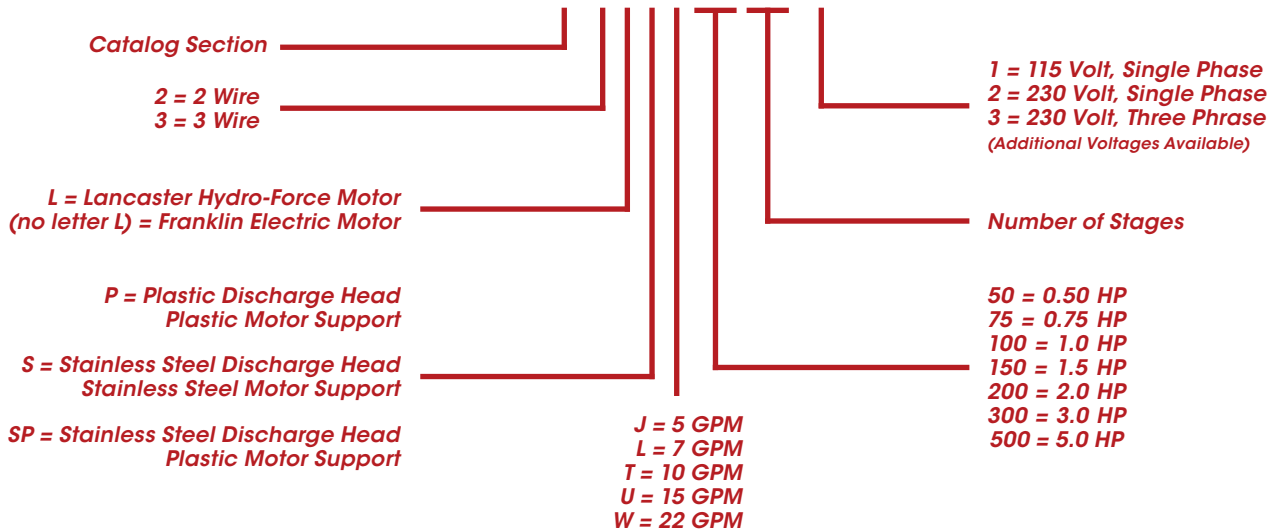 Catalog Section
2 = 2 Wire
3 = 3 Wire
L = Lancaster Hydro-Force Motor
(no letter L) = Franklin Electric Motor
P = Plastic Discharge Head
Plastic Motor Support
S = Stainless Steel Discharge Head
Stainless Steel Motor Support
SP = Stainless Steel Discharge Head
Plastic Motor Support
J = 5 GPM
L = 7 GPM
T = 10 GPM
U = 15 GPM
W = 22 GPM
1 = 115 Volt, Single Phase
2 = 230 Volt, Single Phase
3 = 230 Volt, Three Phrase
(Additional Voltages Available)
Number of Stages
50 = 0.50 HP
75 = 0.75 HP
100 = 1.0 HP
150 = 1.5 HP
200 = 2.0 HP
300 = 3.0 HP
500 = 5.0 HP